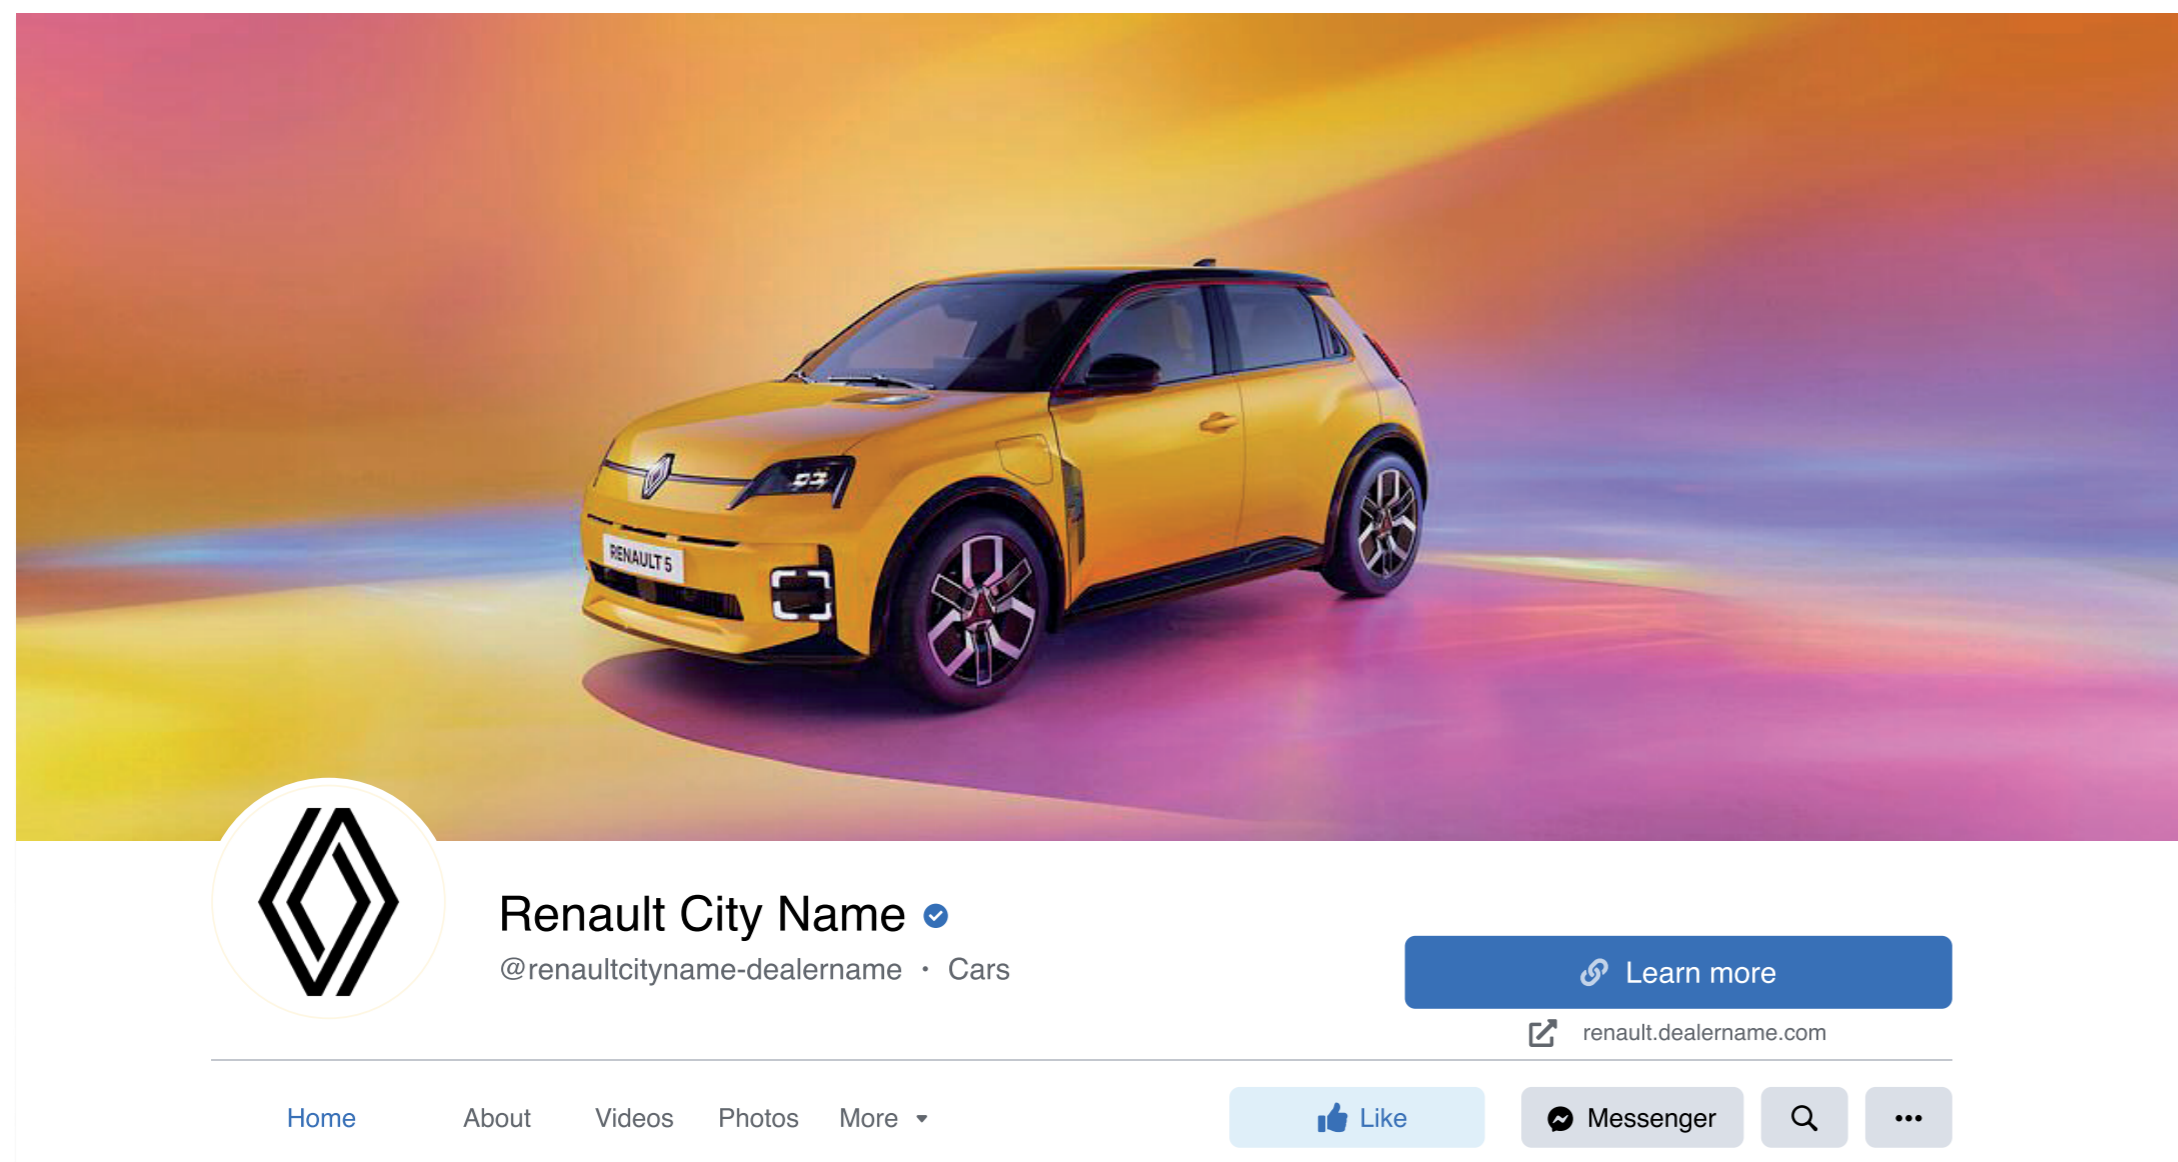 RENAULT 5
Renault City Name
@renaultcityname-dealername · Cars
Learn more
renault.dealername.com
Home About Videos Photos More Like Messenger